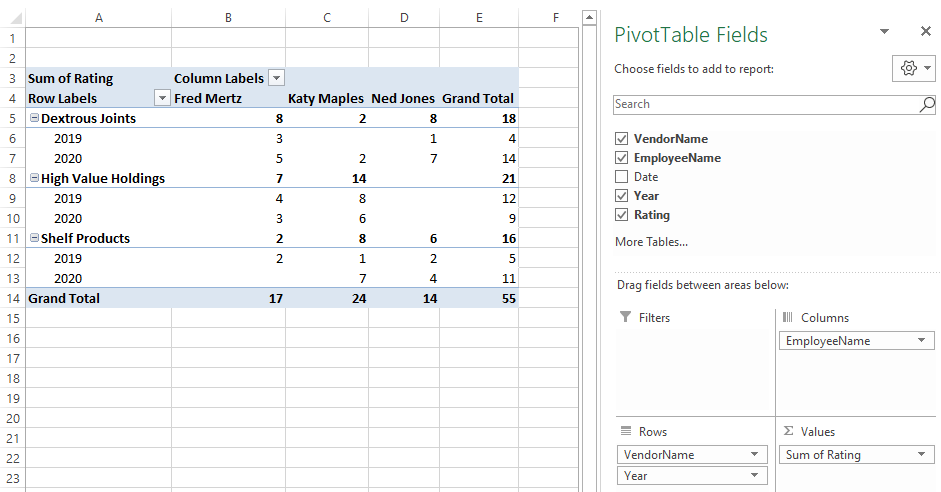 A B C D E F
1
2
3 Sum of Rating Column Labels
4 Row Labels Fred Mertz Katy Maples Ned Jones Grand Total
5 Dextrous Joints 8 2 8 18
6 2019 3 1 4
7 2020 5 2 7 14
8 High Value Holdings 7 14 21
9 2019 4 8 12
10 2020 3 6 9
11 Shelf Products 2 8 6 16
12 2019 2 1 2 5
13 2020 7 4 11
14 Grand Total 17 24 14 55
15
16
17
18
19
20
21
22
23
PivotTable Fields
Choose fields to add to report:
Search
VendorName
EmployeeName
Date
Year
Rating
More Tables...
Drag fields between areas below:
Filters
Columns
EmployeeName
Rows
VendorName
Year
Σ Values
Sum of Rating